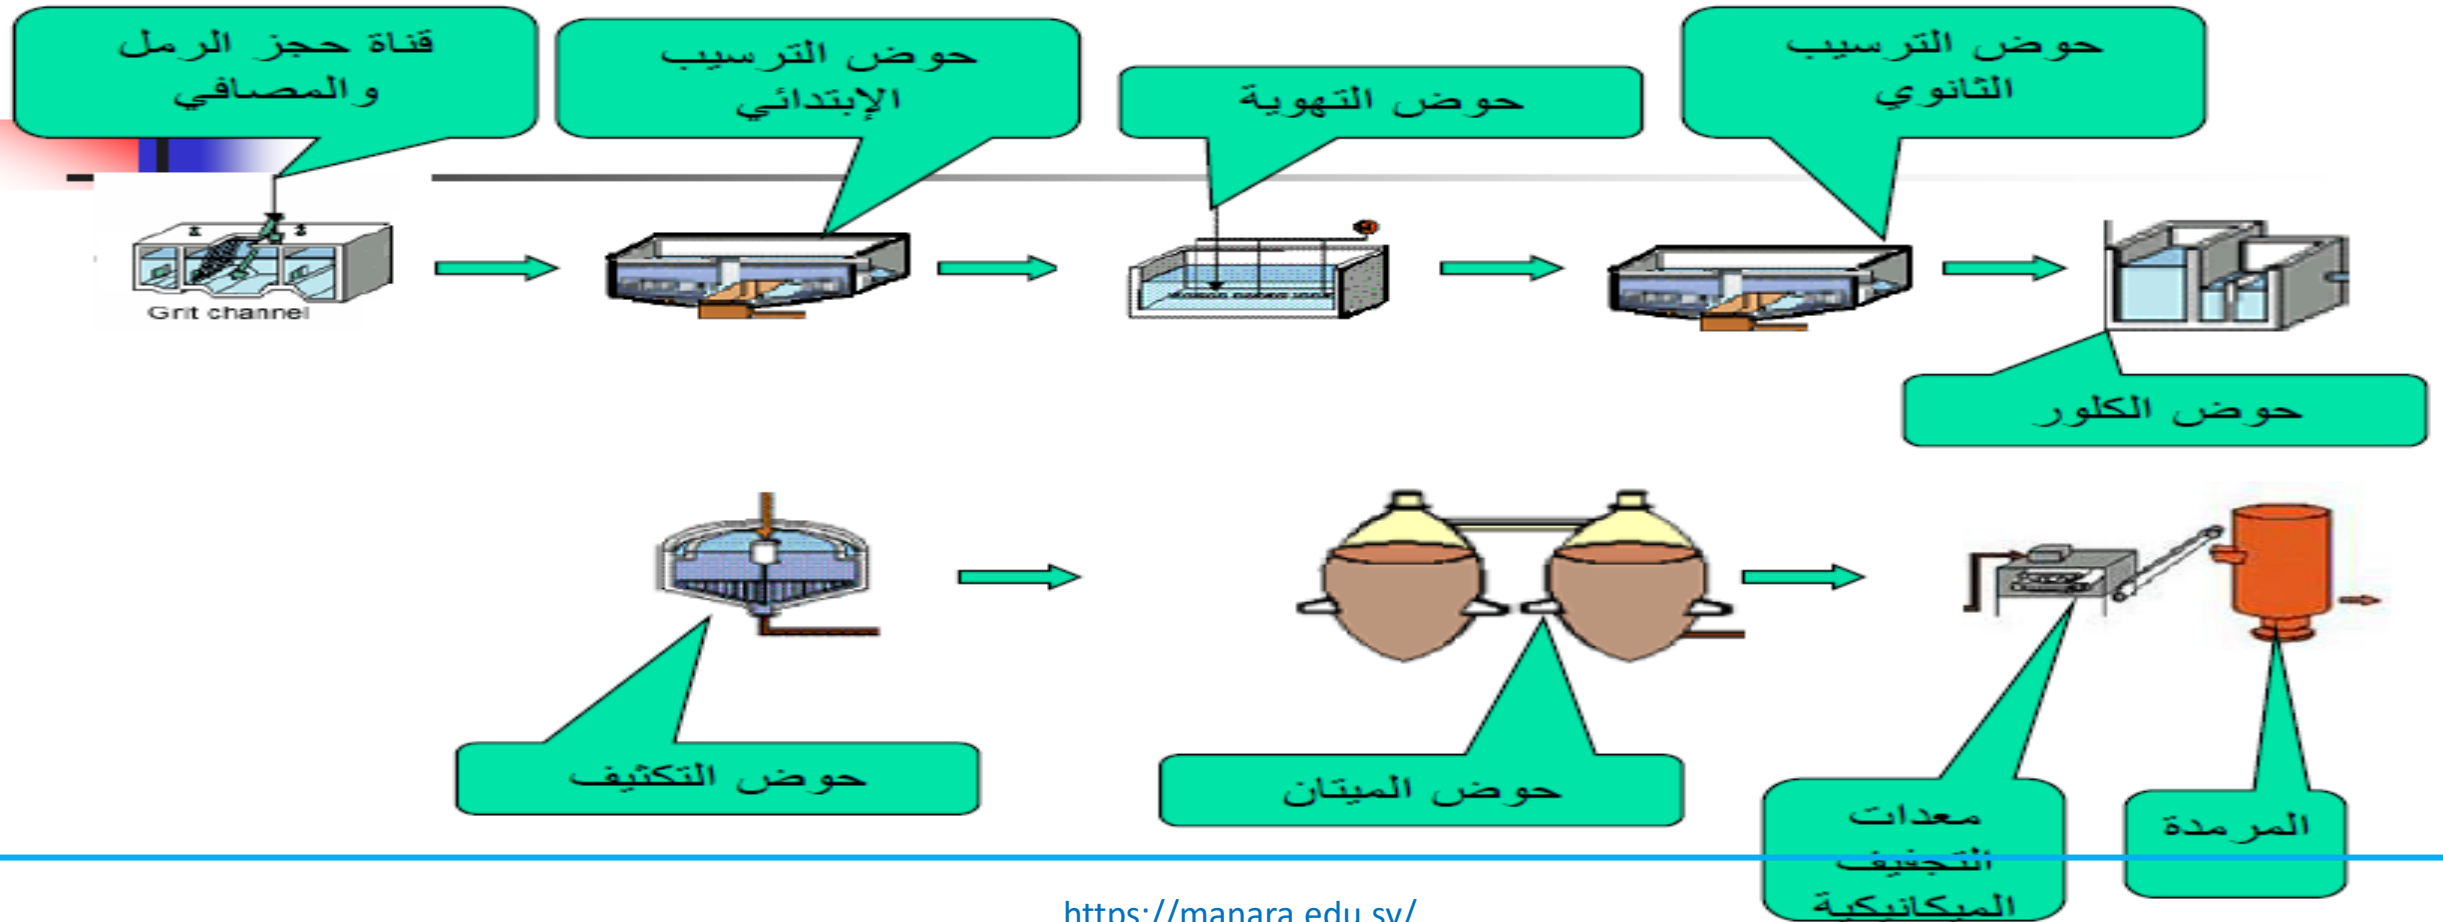 قناة حجز الرمل
والمصافي
حوض الترسيب
الإبتدائي
حوض التهوية
حوض الترسيب
الثانوي
Grit channel
حوض الكلور
حوض التكثيف
حوض الميتان
معدات
التجفيف
الميكانيكية
المرمدة
https://manara.edu.sy/